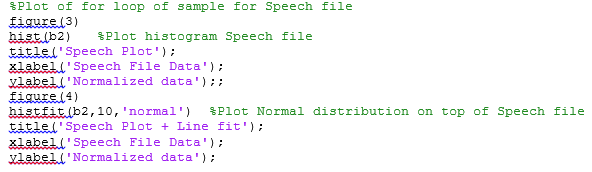 %Plot of for loop of sample for Speech file
figure(3)
hist(b2)   %Plot histogram Speech file
title('Speech Plot');
xlabel('Speech File Data');
ylabel('Normalized data');;
figure(4)
histfit(b2,10,'normal')  %Plot Normal distribution on top of Speech file
title('Speech Plot + Line fit');
xlabel('Speech File Data');
ylabel('Normalized data');